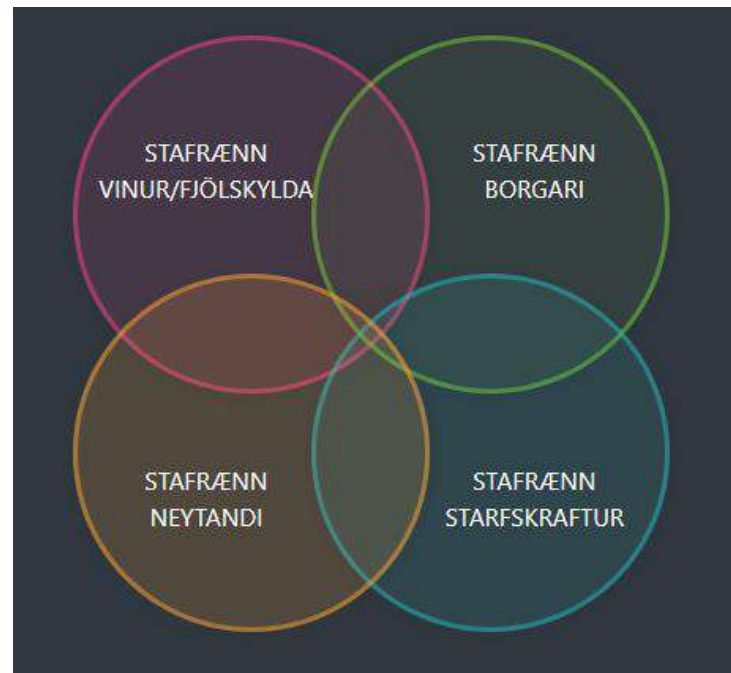 STAFRÆNN
VINUR/FJÖLSKYLDA
STAFRÆNN
BORGARI
STAFRÆNN
NEYTANDI
STAFRÆNN
STARFSKRAFTUR